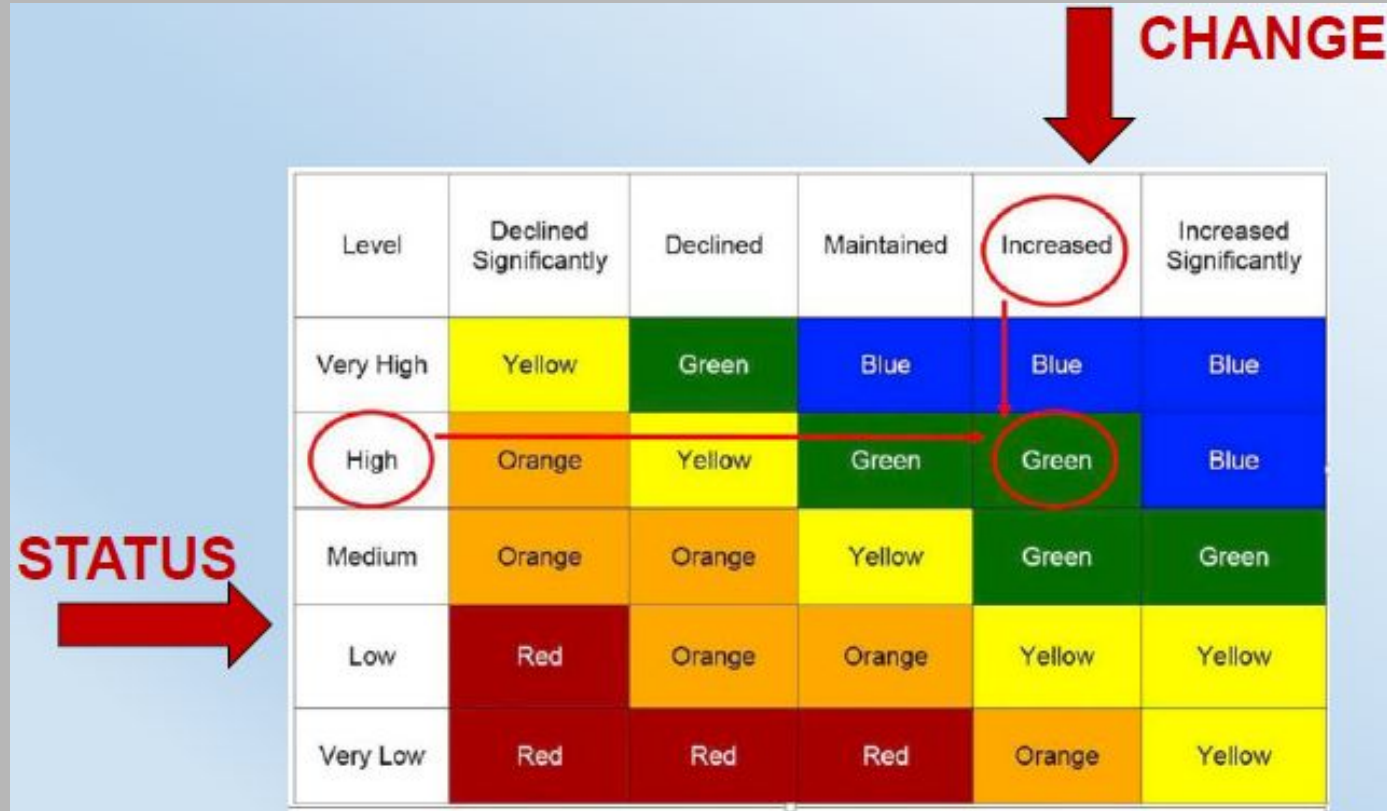 CHANGE
Level Declined Significantly Declined Maintained Increased Increased Significantly
Very High Yellow Green Blue Blue Blue
High Orange Yellow Green Green Blue
STATUS
Medium Orange Orange Yellow Green Green
Low Red Orange Orange Yellow Yellow
Very Low Red Red Red Orange Yellow